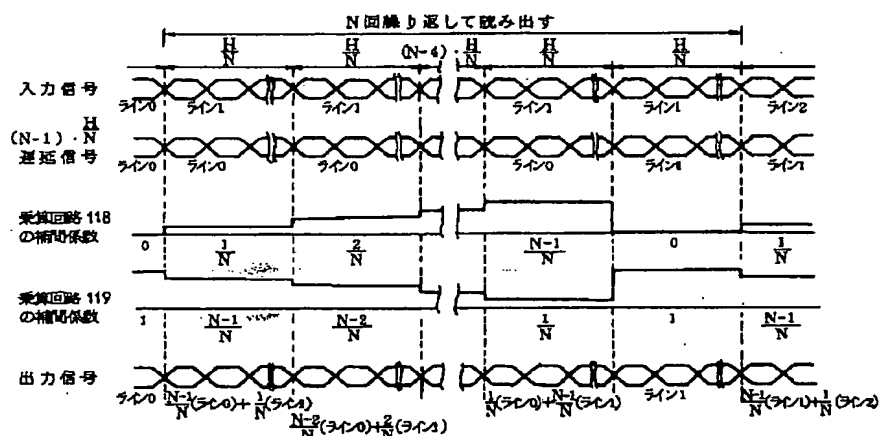 N回繰り返して読み出す
H/N H/N (N-4)・H/N H/N H/N
入力信号
ライン0 ライン1 ライン1 ライン1 ライン1 ライン2
(N-1)・H/N
遅延信号
ライン0 ライン0 ライン0 ライン0 ライン1
乗算回路 118
の補間係数
0 1/N 2/N N-1/N 0 1/N
乗算回路 119
の補間係数
1 N-1/N N-2/N 1/N 1 N-1/N
出力信号
ライン0 N-1/N(ライン0)+1/N(ライン1) 1/N(ライン0)+N-1/N(ライン1) ライン1 N-1/N(ライン1)+1/N(ライン2)
N-2/N(ライン0)+2/N(ライン1)